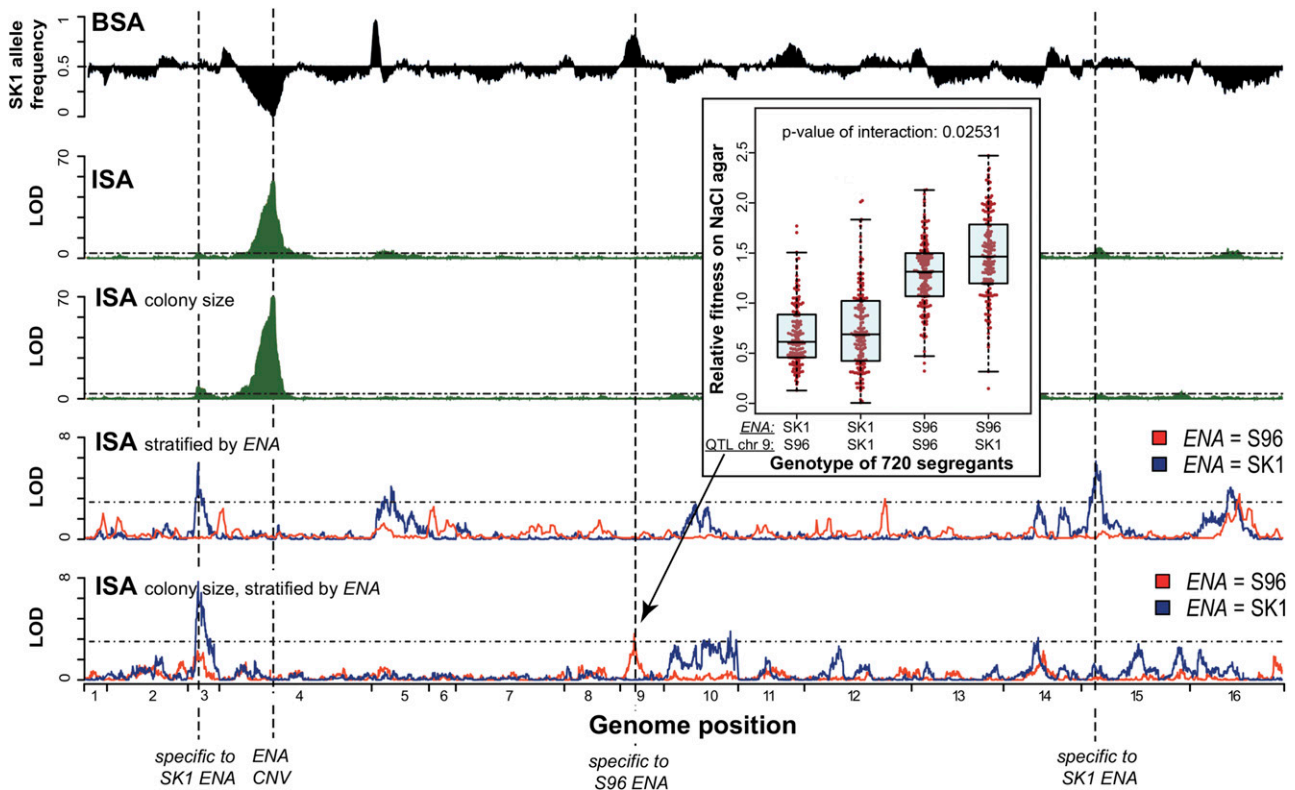 BSA
SK1 allele
frequency
1
0.5
0
ISA
LOD
70
0
ISA colony size
LOD
70
0
ISA stratified by ENA
LOD
8
0
ENA = S96
ENA = SK1
ISA colony size, stratified by ENA
LOD
8
0
ENA = S96
ENA = SK1
p-value of interaction: 0.02531
Relative fitness on NaCl agar
2.5
2.0
1.5
1.0
0.5
0.0
ENA: SK1 SK1 S96 S96
QTL chr 9: S96 SK1 S96 SK1
Genotype of 720 segregants
1 2 3 4 5 6 7 8 9 10 11 12 13 14 15 16
Genome position
specific to
SK1 ENA
ENA
CNV
specific to
S96 ENA
specific to
SK1 ENA